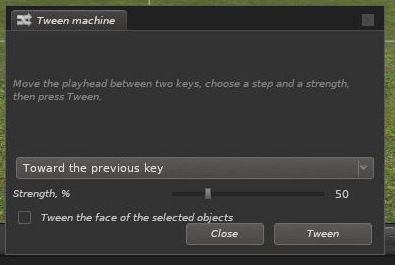 Tween machine
Move the playhead between two keys, choose a step and a strength,
then press Tween.
Toward the previous key
Strength, % 50
Tween the face of the selected objects
Close Tween